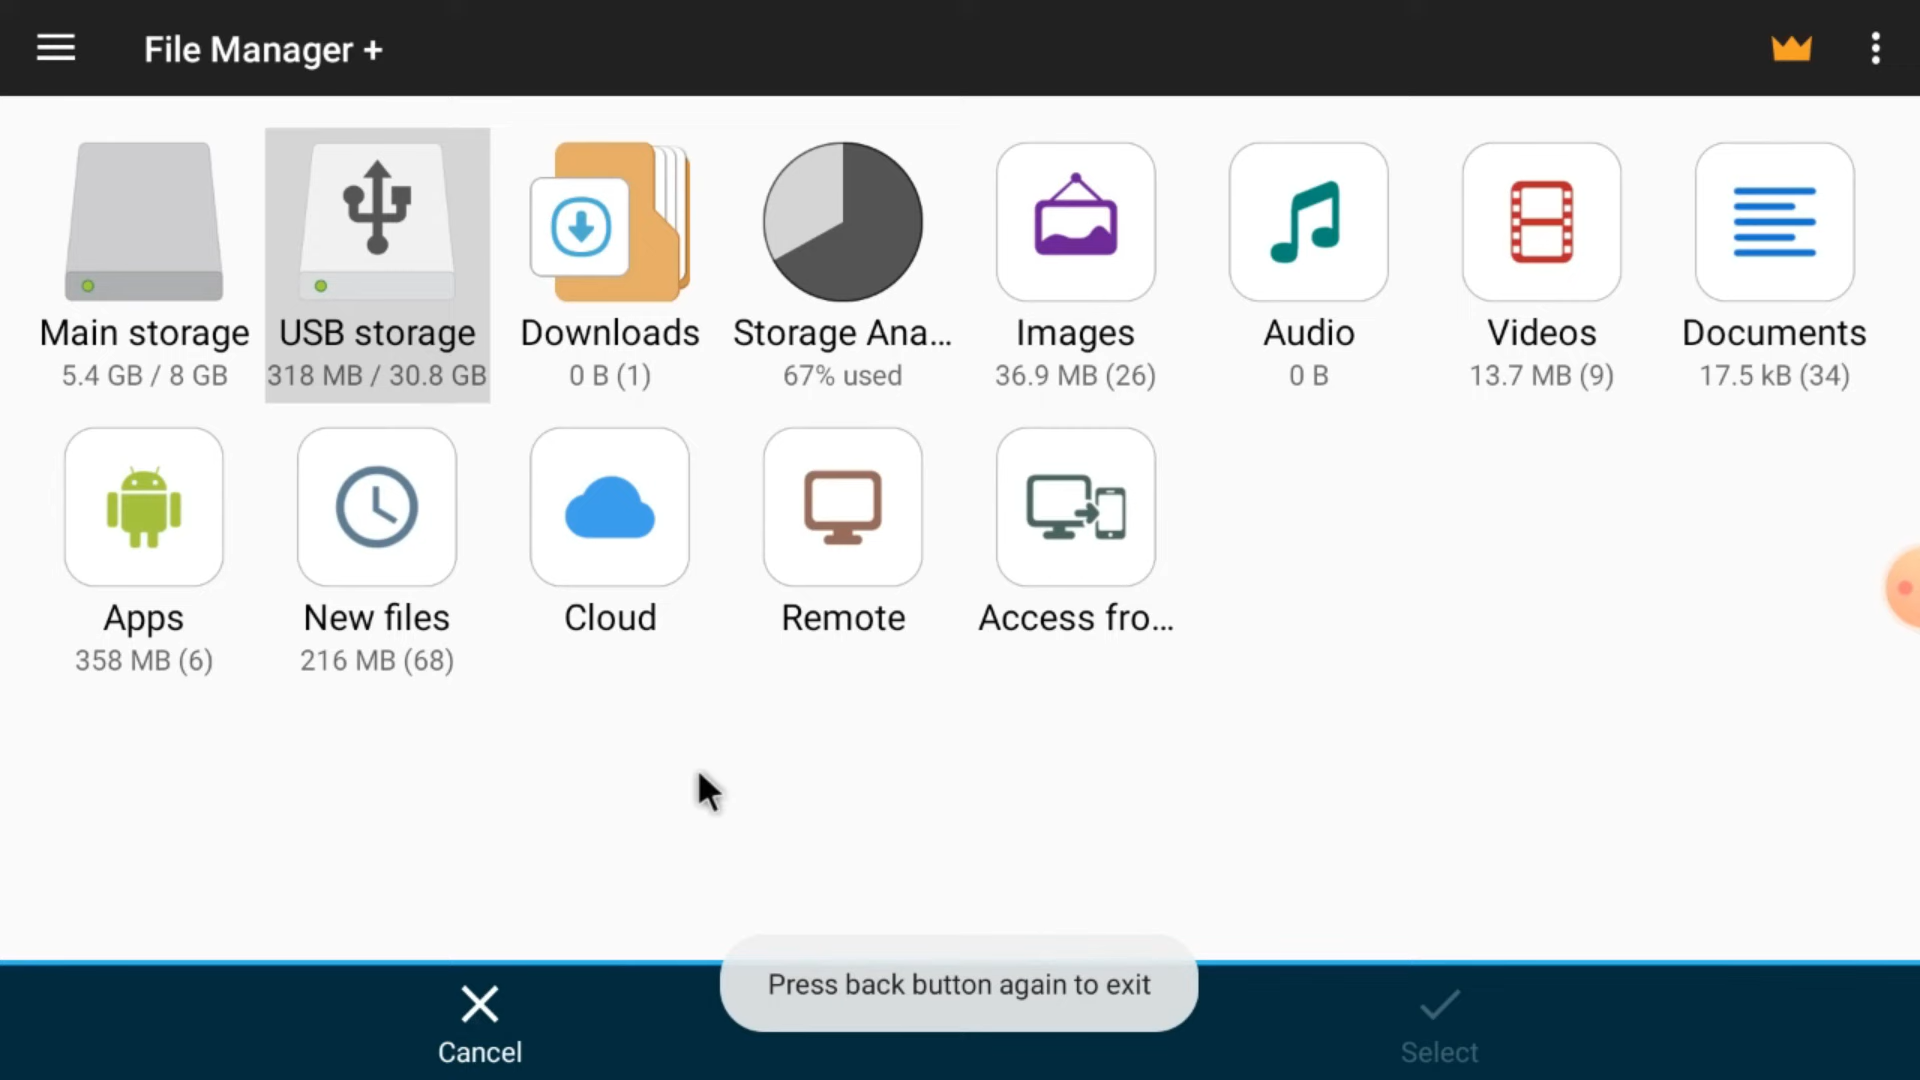 File Manager +
Main storage
5.4 GB / 8 GB
USB storage
318 MB / 30.8 GB
Downloads
0 B (1)
Storage Ana...
67% used
Images
36.9 MB (26)
Audio
0 B
Videos
13.7 MB (9)
Documents
17.5 kB (34)
Apps
358 MB (6)
New files
216 MB (68)
Cloud
Remote
Access fro...
Press back button again to exit
Cancel
Select